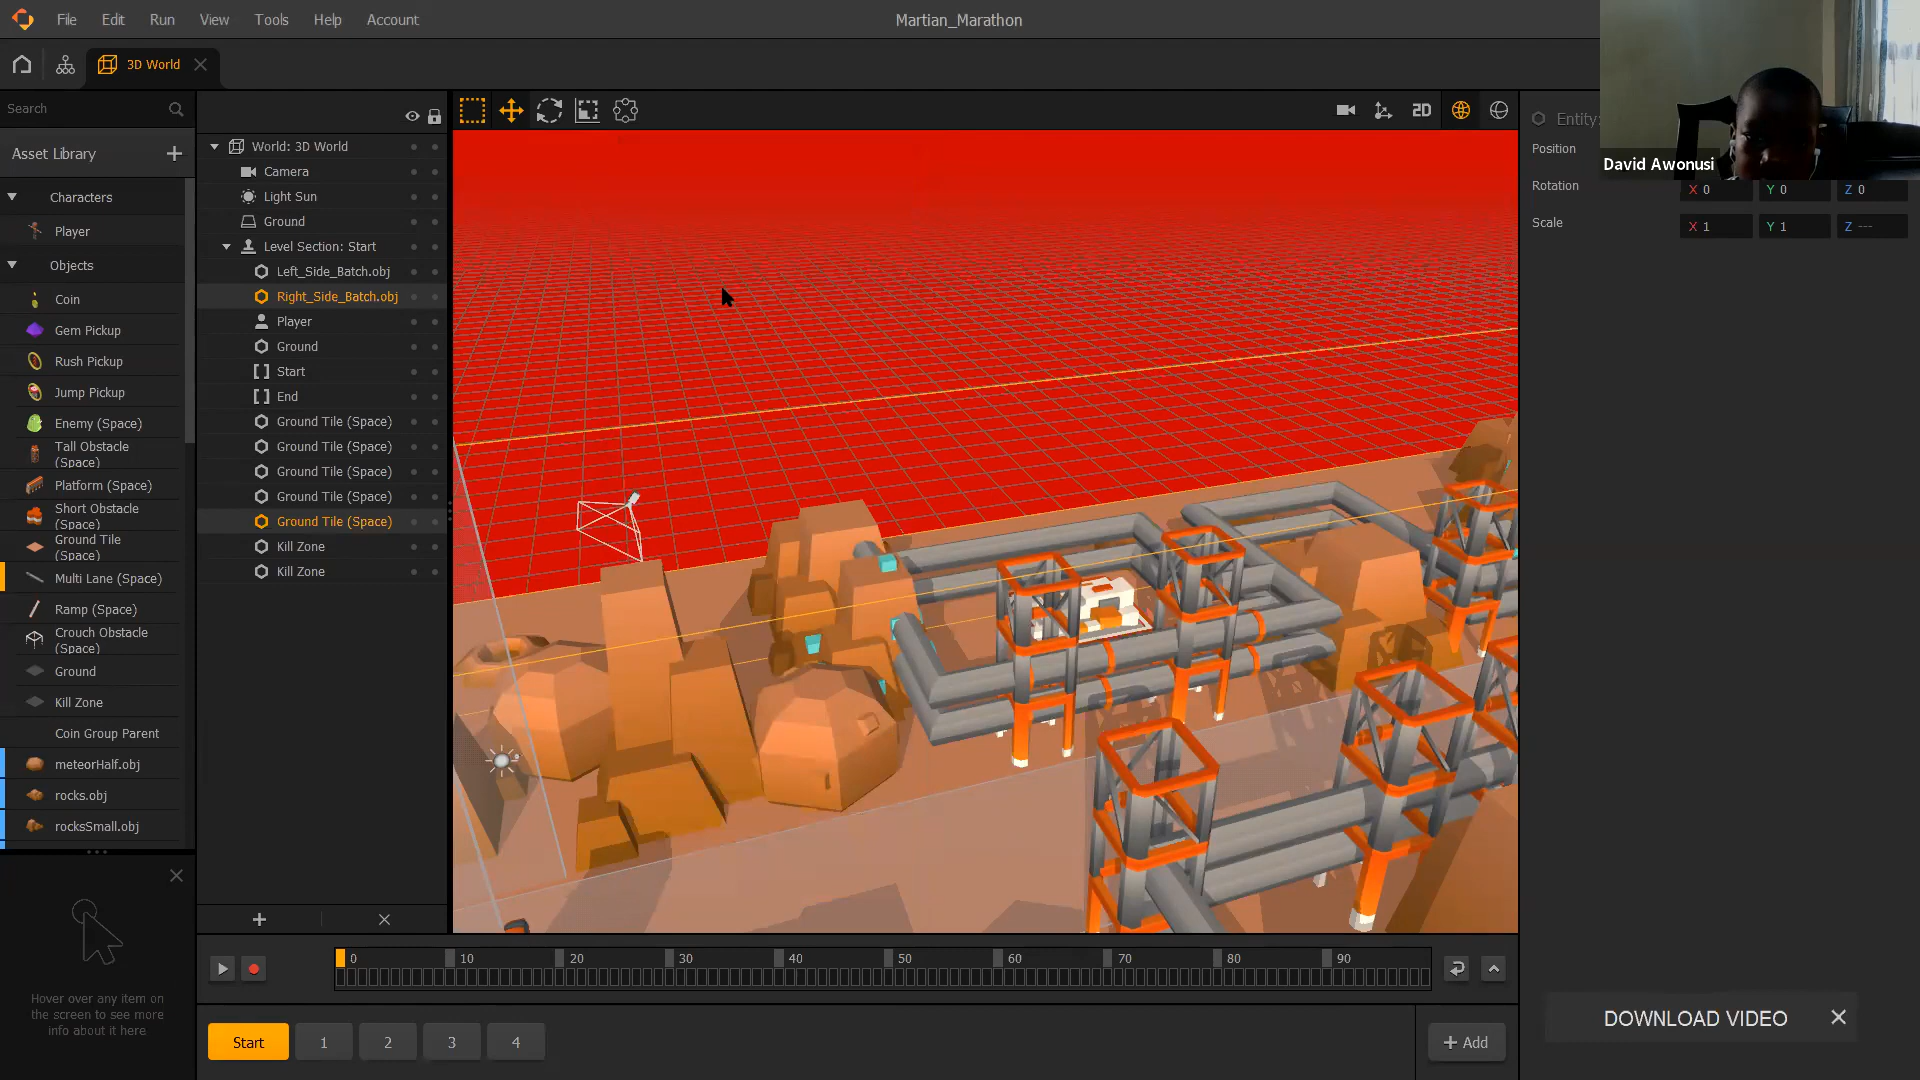 File Edit Run View Tools Help Account Martian_Marathon
3D World
Search
Asset Library
Characters
Player
Objects
Coin
Gem Pickup
Rush Pickup
Jump Pickup
Enemy (Space)
Tall Obstacle
(Space)
Platform (Space)
Short Obstacle
(Space)
Ground Tile
(Space)
Multi Lane (Space)
Ramp (Space)
Crouch Obstacle
(Space)
Ground
Kill Zone
Coin Group Parent
meteorHalf.obj
rocks.obj
rocksSmall.obj
Hover over any item on
the screen to see more
info about it here
World: 3D World
Camera
Light Sun
Ground
Level Section: Start
Left_Side_Batch.obj
Right_Side_Batch.obj
Player
Ground
Start
End
Ground Tile (Space)
Ground Tile (Space)
Ground Tile (Space)
Ground Tile (Space)
Ground Tile (Space)
Kill Zone
Kill Zone
2D
Entity:
Position
Rotation X 0 Y 0 Z 0
Scale X 1 Y 1 Z ---
David Awonusi
0 10 20 30 40 50 60 70 80 90
Start 1 2 3 4
+ Add
DOWNLOAD VIDEO